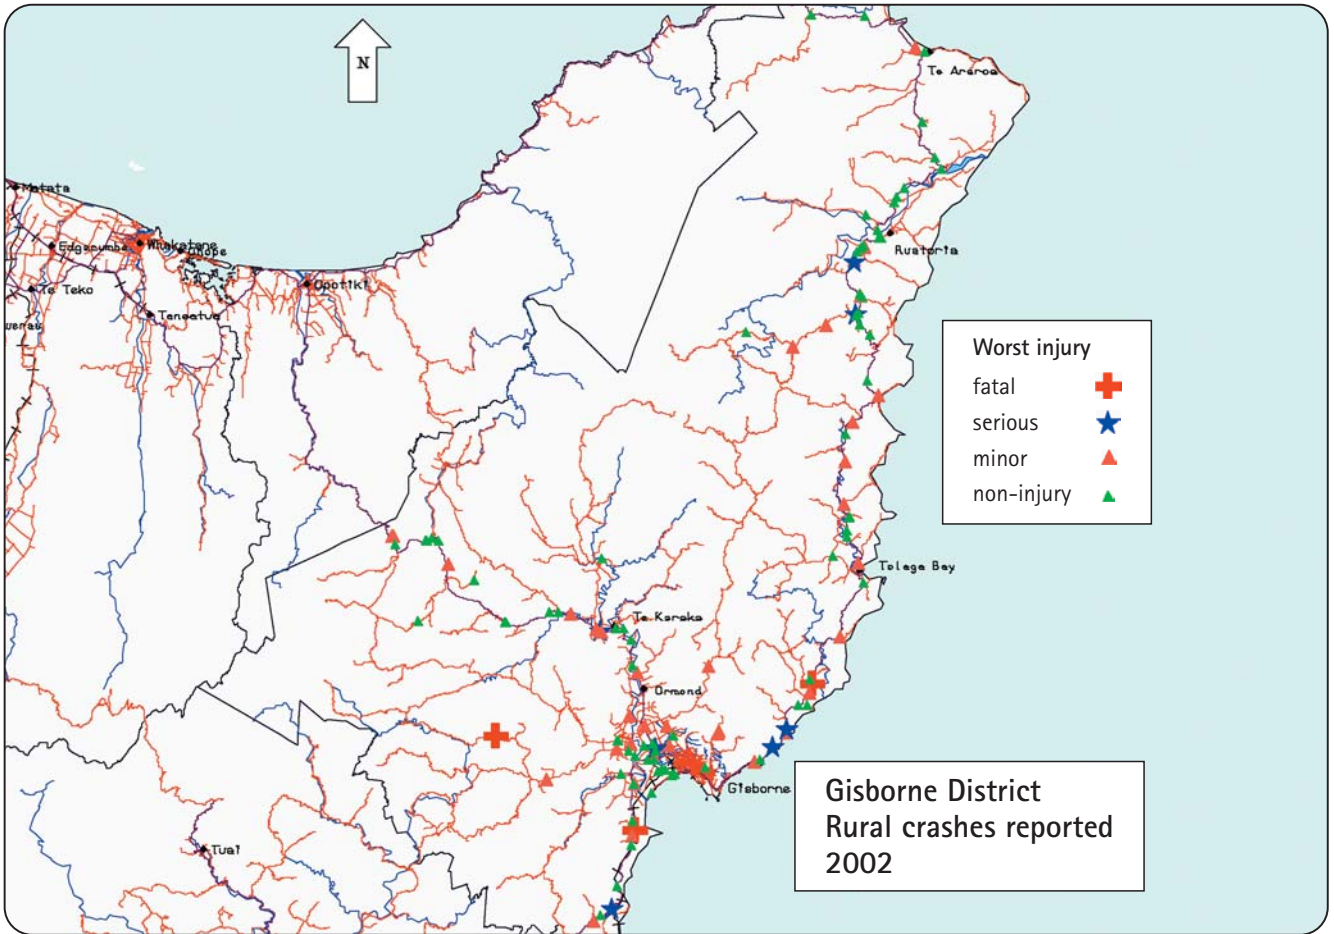 N
Te Araroa
Matata
Edgecumbe
Whakatane
Ohope
Ruatoria
Te Teko
Opotiki
Taneatua
Worst injury
fatal
serious
minor
non-injury
Tolaga Bay
Te Karaka
Ormond
Gisborne
Gisborne District
Rural crashes reported
2002
Tuai